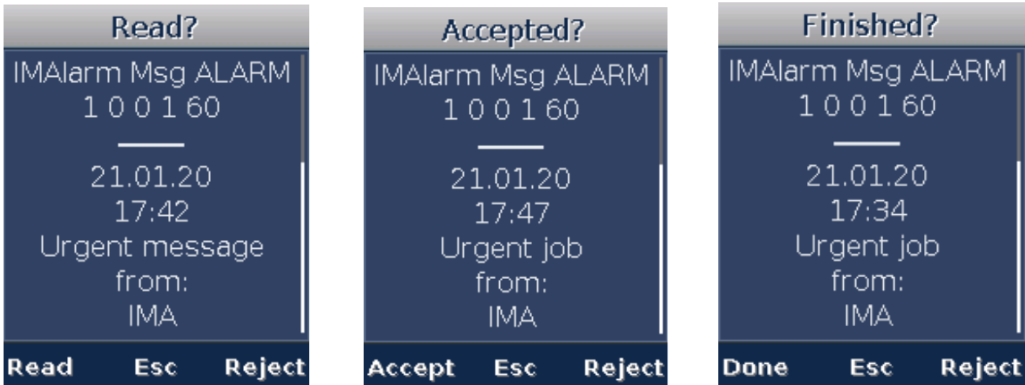 Read?
IMAlarm Msg ALARM
1 0 0 1 60
21.01.20
17:42
Urgent message
from:
IMA
Read Esc Reject
Accepted?
IMAlarm Msg ALARM
1 0 0 1 60
21.01.20
17:47
Urgent job
from:
IMA
Accept Esc Reject
Finished?
IMAlarm Msg ALARM
1 0 0 1 60
21.01.20
17:34
Urgent job
from:
IMA
Done Esc Reject